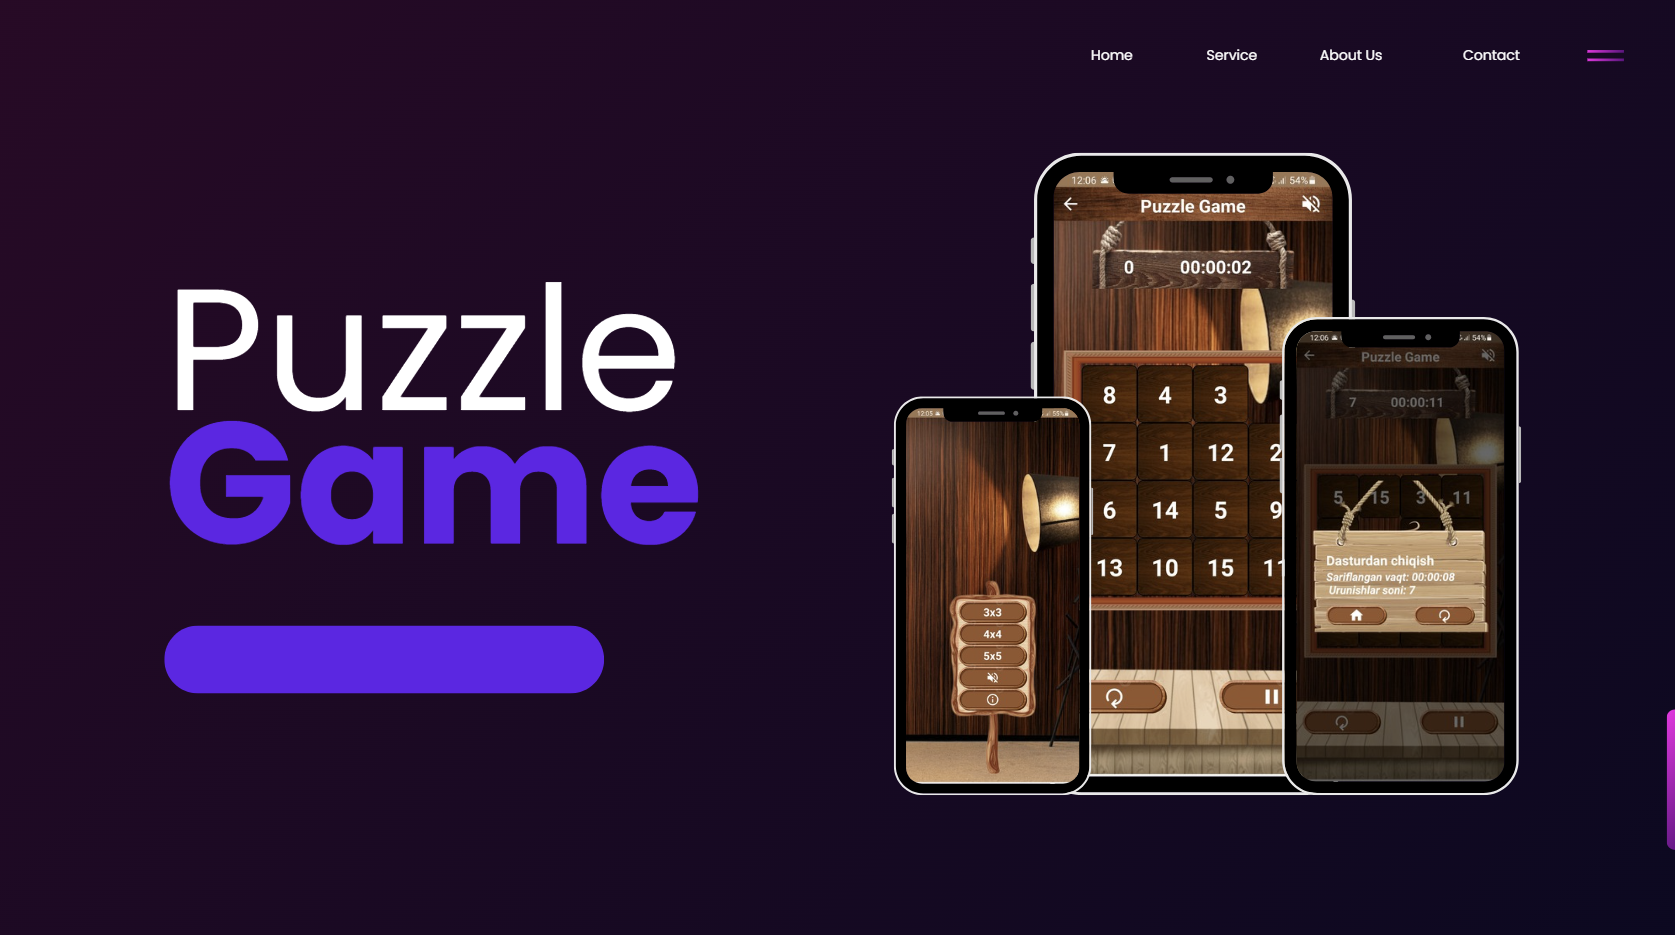 Home Service About Us Contact
Puzzle
Game
12:06 54%
Puzzle Game
0 00:00:02
8 4 3
7 1 12 2
6 14 5 9
13 10 15 11
12:05 55%
3x3
4x4
5x5
12:06 54%
Puzzle Game
7 00:00:11
5 15 3 11
Dasturdan chiqish
Sariflangan vaqt: 00:00:08
Urunishlar soni: 7